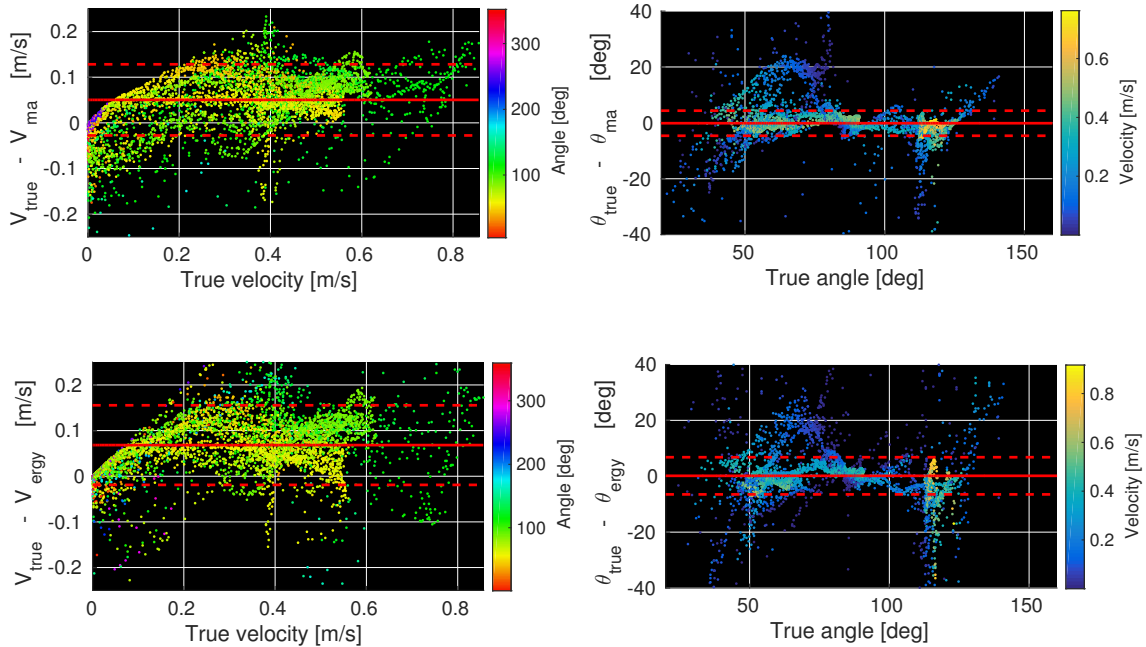 V_true - V_ma [m/s]
0.2
0.1
0
-0.1
-0.2
0 0.2 0.4 0.6 0.8
True velocity [m/s]
300
200
100
Angle [deg]
θ_true - θ_ma [deg]
40
20
0
-20
-40
50 100 150
True angle [deg]
0.6
0.4
0.2
Velocity [m/s]
V_true - V_ergy [m/s]
0.2
0.1
0
-0.1
-0.2
0 0.2 0.4 0.6 0.8
True velocity [m/s]
300
200
100
Angle [deg]
θ_true - θ_ergy [deg]
40
20
0
-20
-40
50 100 150
True angle [deg]
0.8
0.6
0.4
0.2
Velocity [m/s]